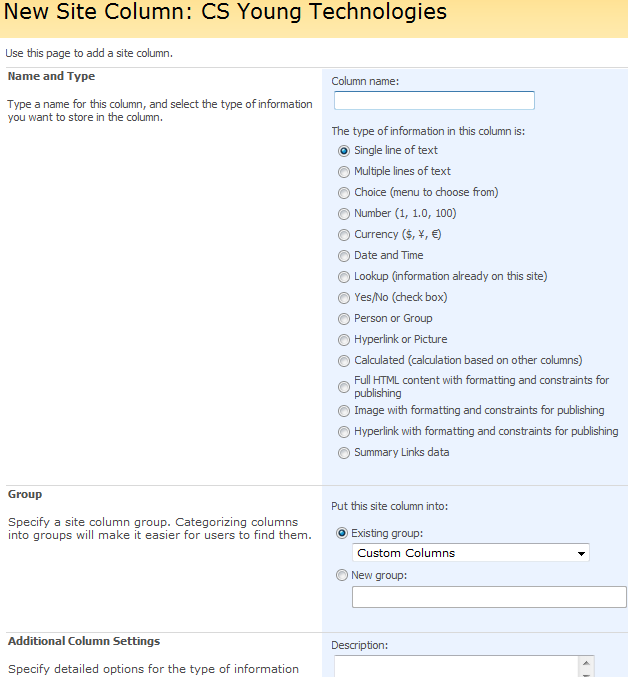 New Site Column: CS Young Technologies
Use this page to add a site column.
Name and Type
Type a name for this column, and select the type of information
you want to store in the column.
Column name:
The type of information in this column is:
Single line of text
Multiple lines of text
Choice (menu to choose from)
Number (1, 1.0, 100)
Currency ($, ¥, €)
Date and Time
Lookup (information already on this site)
Yes/No (check box)
Person or Group
Hyperlink or Picture
Calculated (calculation based on other columns)
Full HTML content with formatting and constraints for
publishing
Image with formatting and constraints for publishing
Hyperlink with formatting and constraints for publishing
Summary Links data
Group
Specify a site column group. Categorizing columns
into groups will make it easier for users to find them.
Put this site column into:
Existing group:
Custom Columns
New group:
Additional Column Settings
Specify detailed options for the type of information
Description: